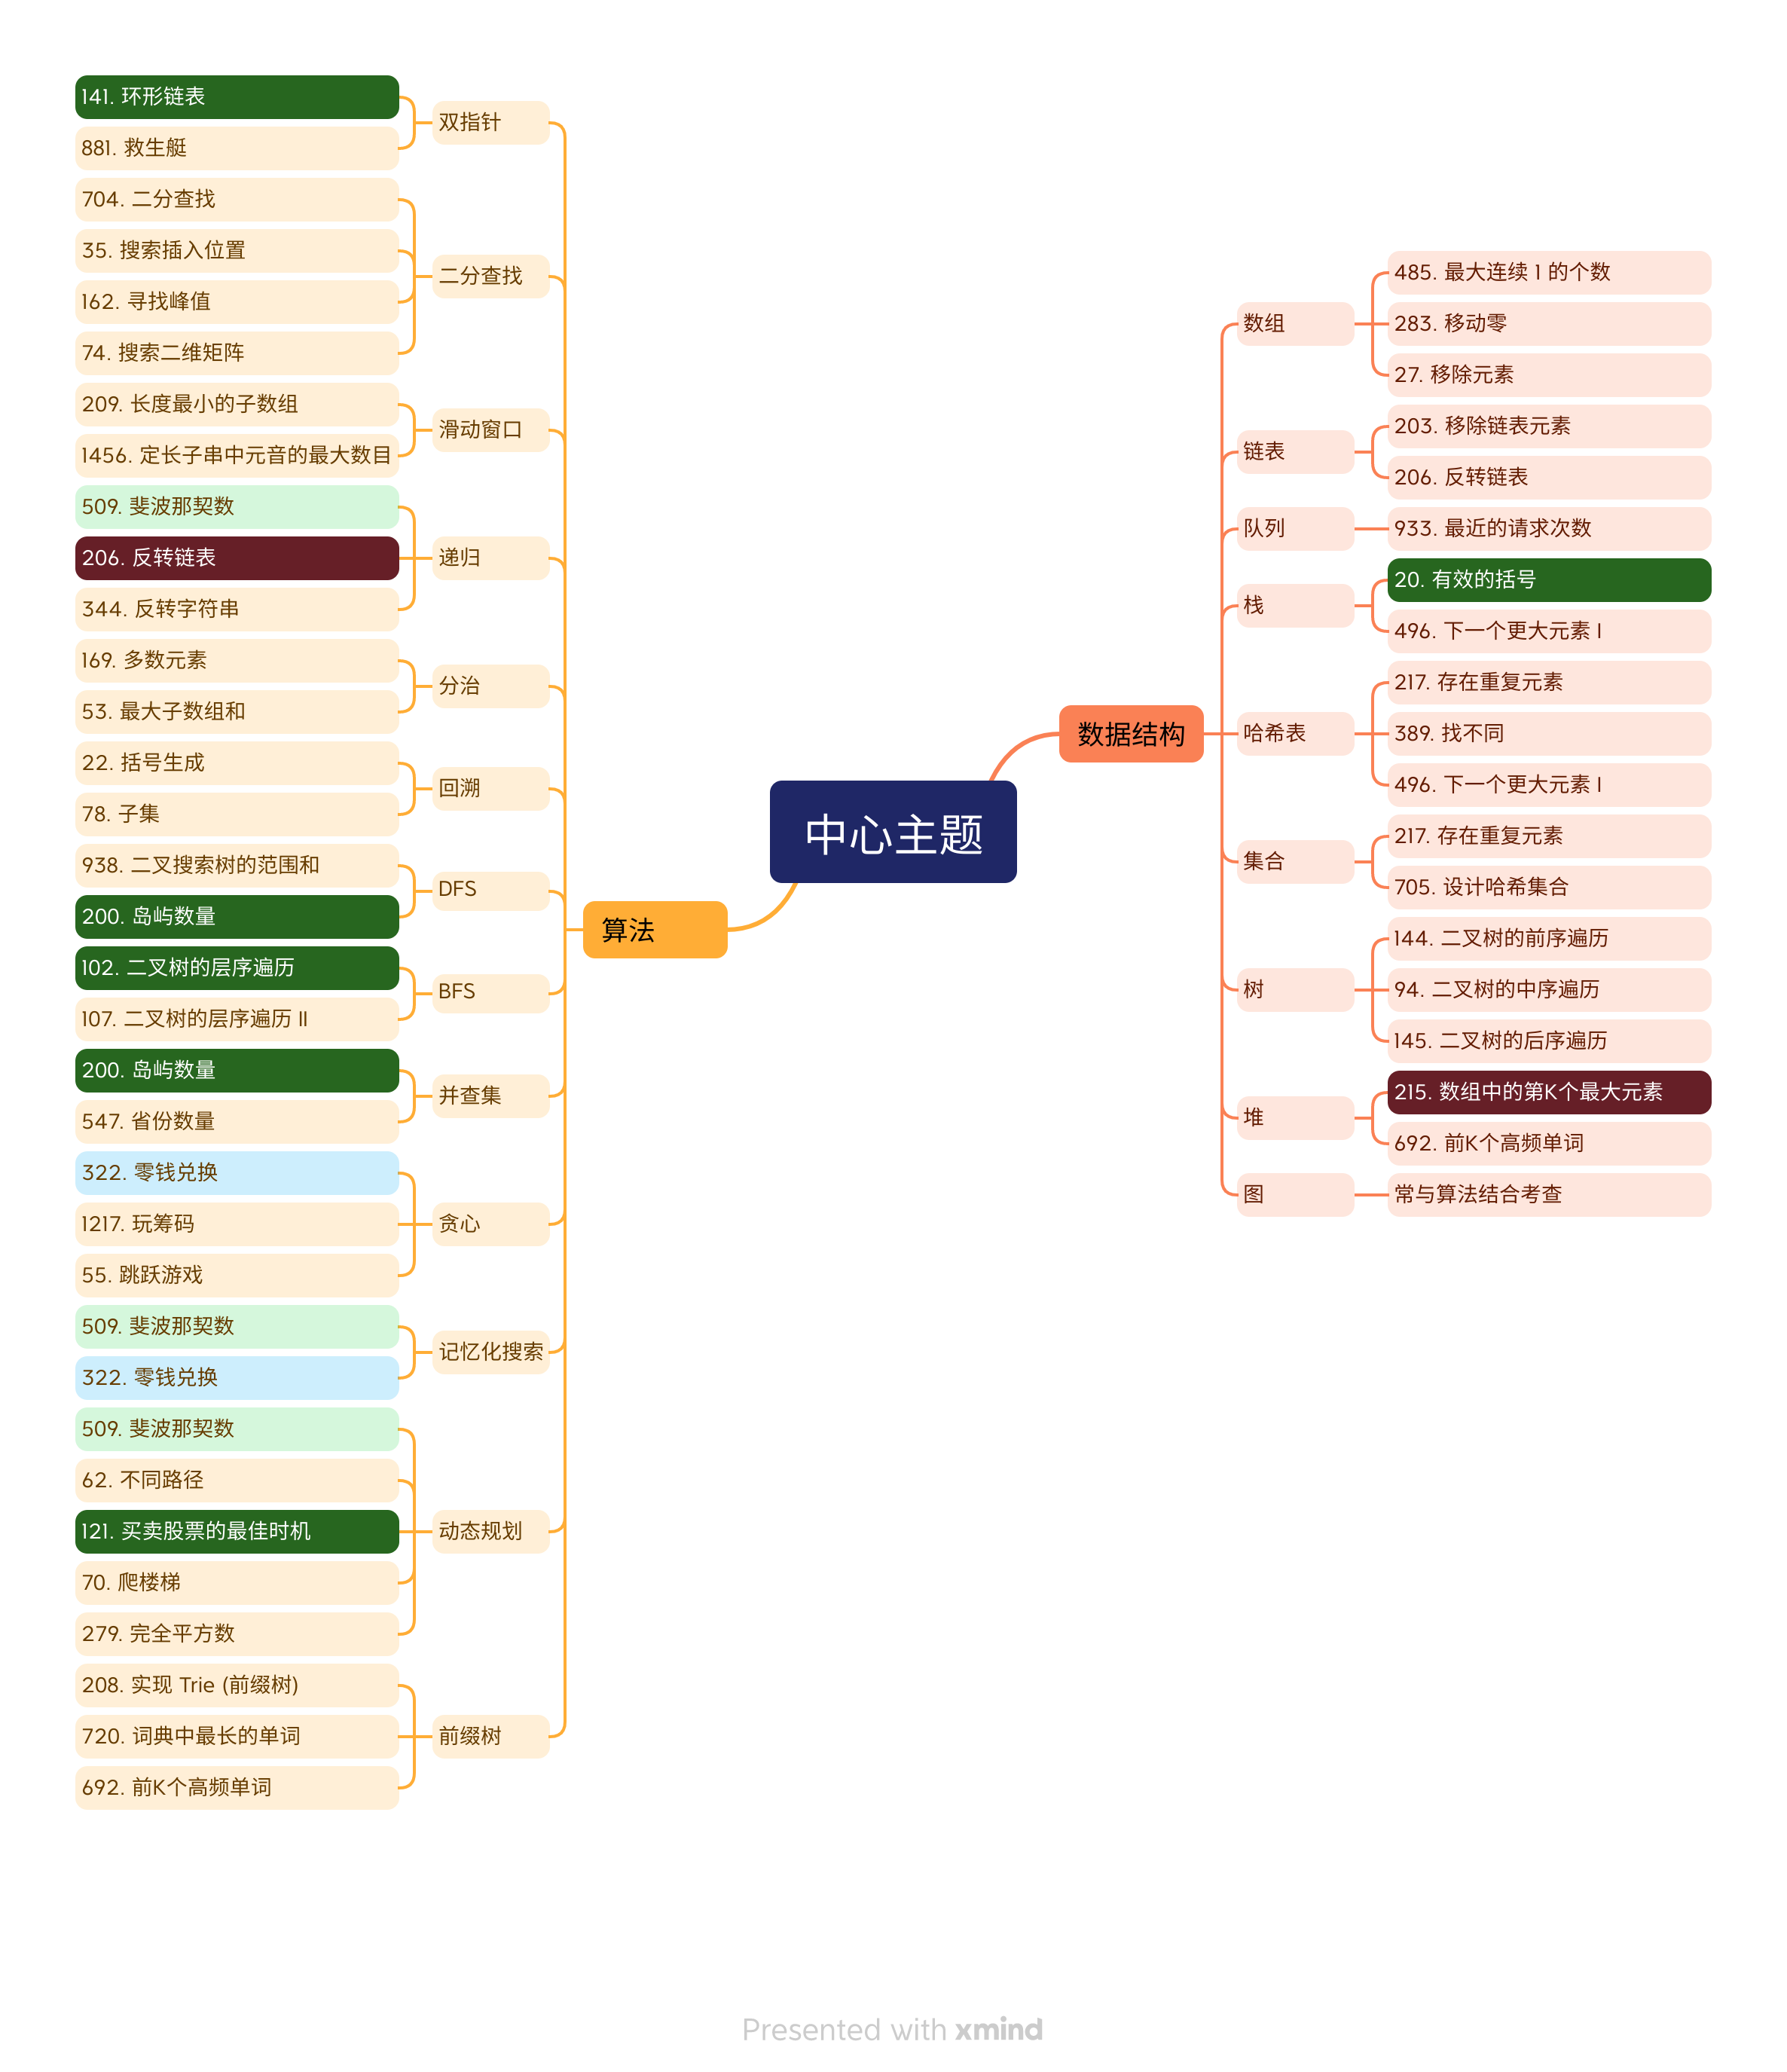 中心主题
数据结构
数组
485. 最大连续 1 的个数
283. 移动零
27. 移除元素
链表
203. 移除链表元素
206. 反转链表
队列
933. 最近的请求次数
栈
20. 有效的括号
496. 下一个更大元素 I
哈希表
217. 存在重复元素
389. 找不同
496. 下一个更大元素 I
集合
217. 存在重复元素
705. 设计哈希集合
树
144. 二叉树的前序遍历
94. 二叉树的中序遍历
145. 二叉树的后序遍历
堆
215. 数组中的第K个最大元素
692. 前K个高频单词
图
常与算法结合考查
算法
双指针
141. 环形链表
881. 救生艇
二分查找
704. 二分查找
35. 搜索插入位置
162. 寻找峰值
74. 搜索二维矩阵
滑动窗口
209. 长度最小的子数组
1456. 定长子串中元音的最大数目
递归
509. 斐波那契数
206. 反转链表
344. 反转字符串
分治
169. 多数元素
53. 最大子数组和
回溯
22. 括号生成
78. 子集
DFS
938. 二叉搜索树的范围和
200. 岛屿数量
BFS
102. 二叉树的层序遍历
107. 二叉树的层序遍历 II
并查集
200. 岛屿数量
547. 省份数量
贪心
322. 零钱兑换
1217. 玩筹码
55. 跳跃游戏
记忆化搜索
509. 斐波那契数
322. 零钱兑换
动态规划
509. 斐波那契数
62. 不同路径
121. 买卖股票的最佳时机
70. 爬楼梯
279. 完全平方数
前缀树
208. 实现 Trie (前缀树)
720. 词典中最长的单词
692. 前K个高频单词
Presented with xmind